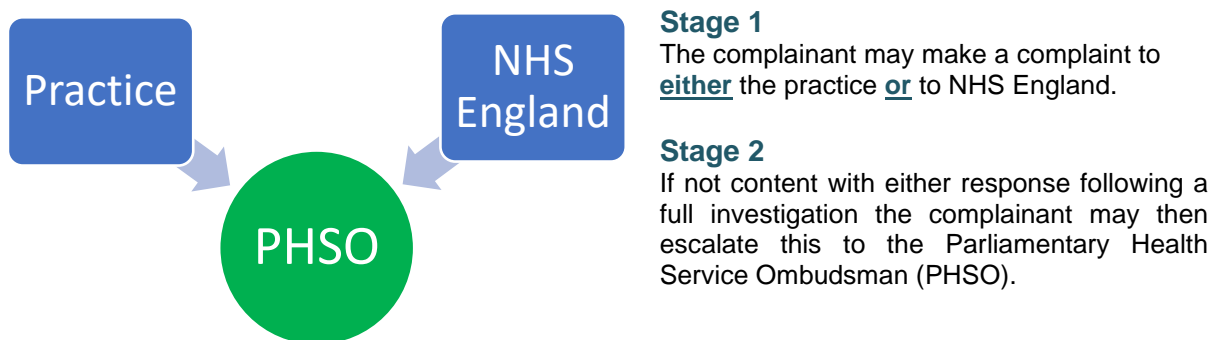 Practice
NHS
England
PHSO
Stage 1
The complainant may make a complaint to
either the practice or to NHS England.
Stage 2
If not content with either response following a
full investigation the complainant may then
escalate this to the Parliamentary Health
Service Ombudsman (PHSO).